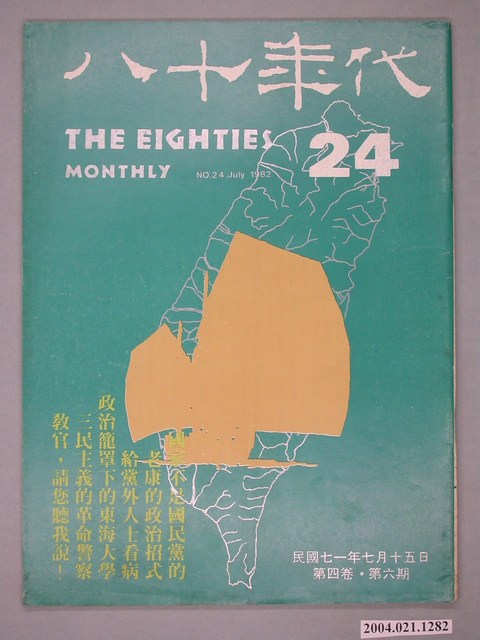 八十年代
THE EIGHTIES
MONTHLY
NO.24 July 1982
24
國家不是國民黨的
老康的政治招式
給黨外人士看病
政治籠罩下的東海大學
三民主義的革命警察
教官，請您聽我說！
民國七一年七月十五日
第四卷・第六期
2004.021.1282